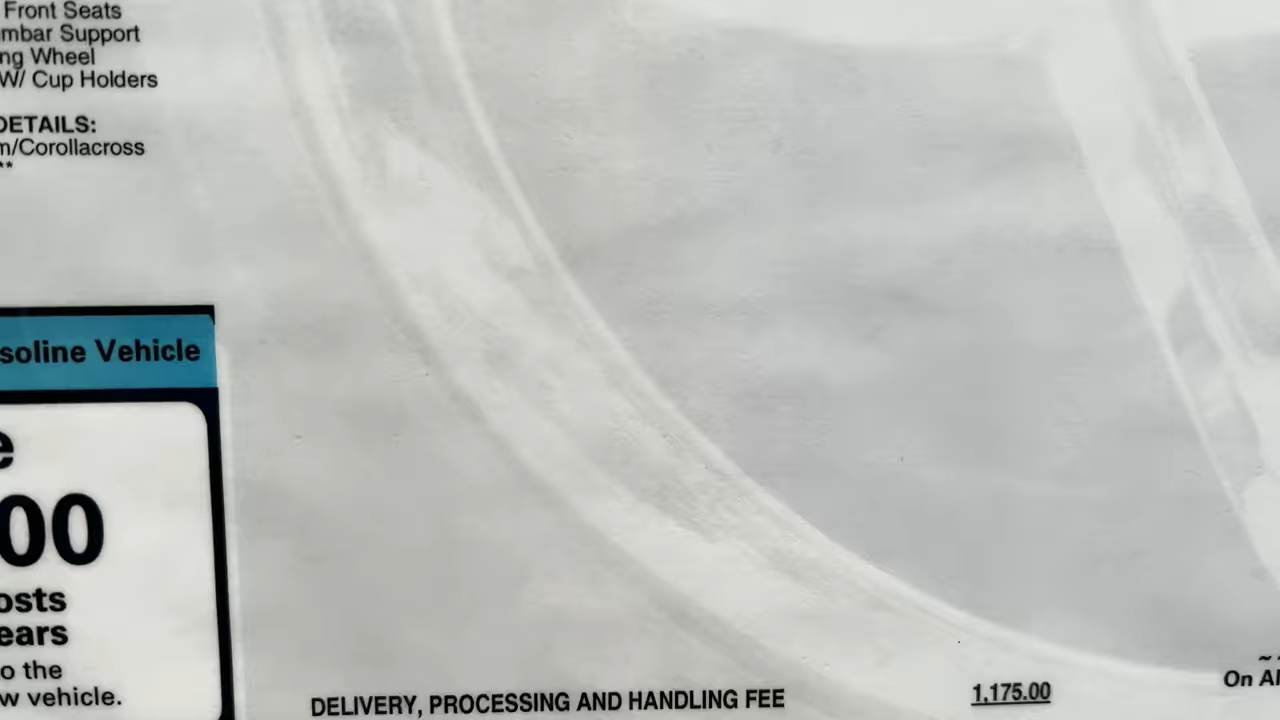 Front Seats
mbar Support
ng Wheel
W/ Cup Holders
DETAILS:
m/Corollacross
**
soline Vehicle
e
00
osts
ears
o the
w vehicle.
DELIVERY, PROCESSING AND HANDLING FEE 1,175.00
~~
On Al